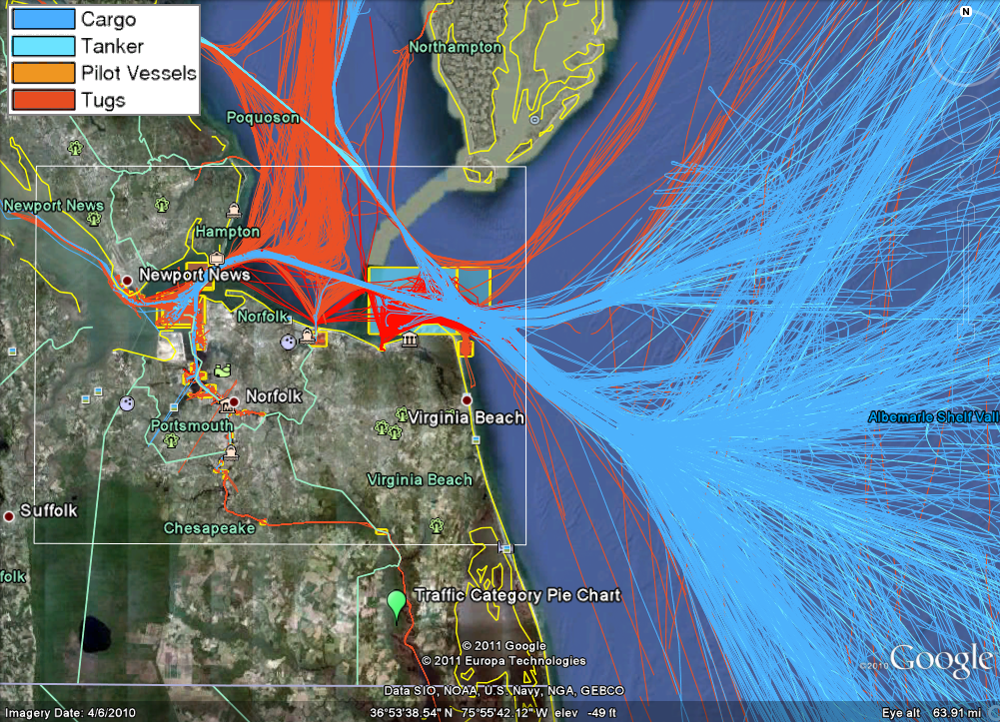 Cargo
Tanker
Pilot Vessels
Tugs
N
Northampton
Poquoson
Newport News
Hampton
Newport News
Norfolk
Norfolk
Virginia Beach
Albemarle Shelf Vall
Portsmouth
Virginia Beach
Suffolk
Chesapeake
folk
Traffic Category Pie Chart
© 2011 Google
© 2011 Europa Technologies
©2010 Google
Data SIO, NOAA, U.S. Navy, NGA, GEBCO
Imagery Date: 4/6/2010 36°53'38.54" N 75°55'42.12" W elev -49 ft Eye alt 63.91 mi